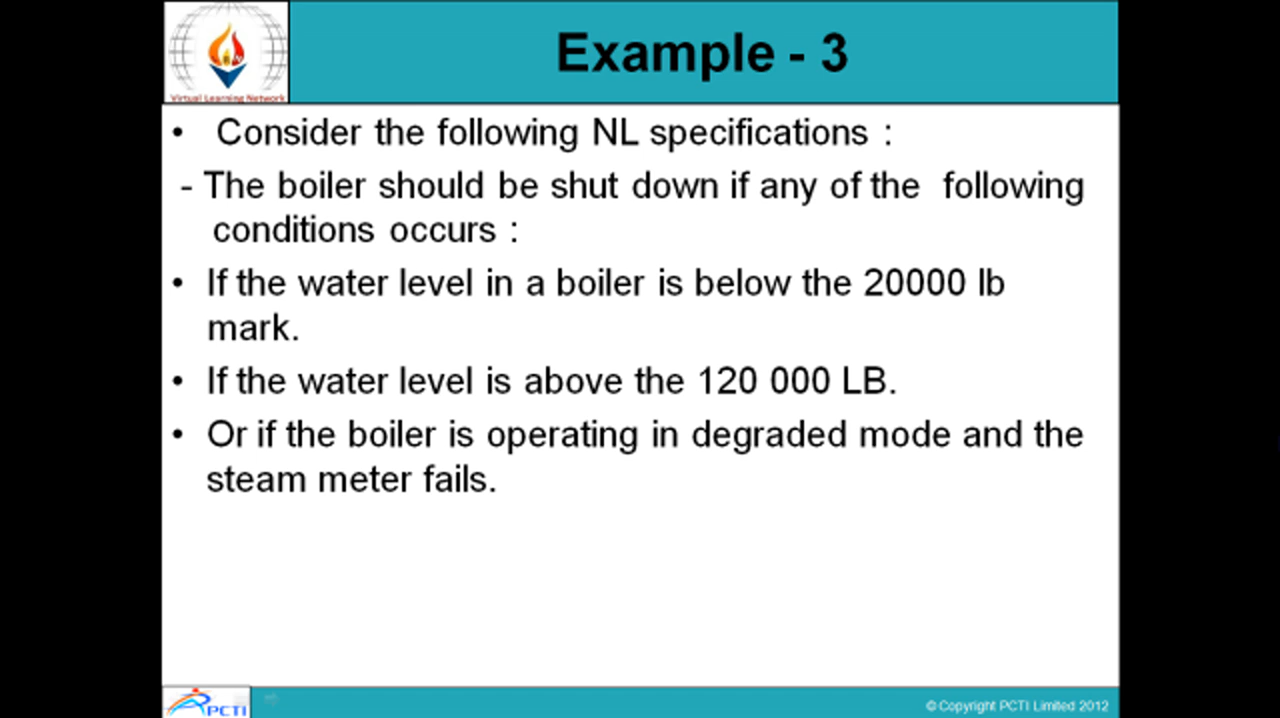 Example - 3
Virtual Learning Network
• Consider the following NL specifications :
- The boiler should be shut down if any of the following
conditions occurs :
• If the water level in a boiler is below the 20000 lb
mark.
• If the water level is above the 120 000 LB.
• Or if the boiler is operating in degraded mode and the
steam meter fails.
PCTI
© Copyright PCTI Limited 2012